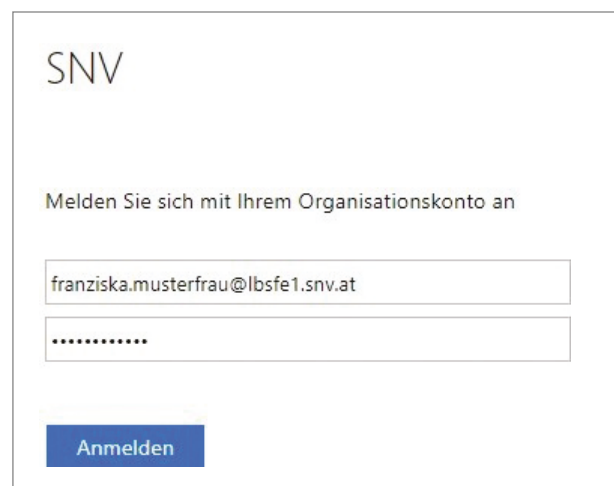 SNV
Melden Sie sich mit Ihrem Organisationskonto an
franziska.musterfrau@lbsfe1.snv.at
••••••••••••
Anmelden